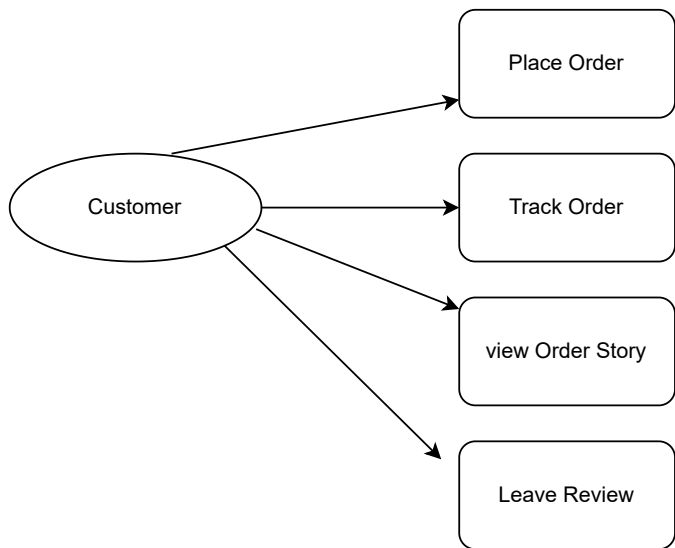 Place Order
Customer
Track Order
view Order Story
Leave Review